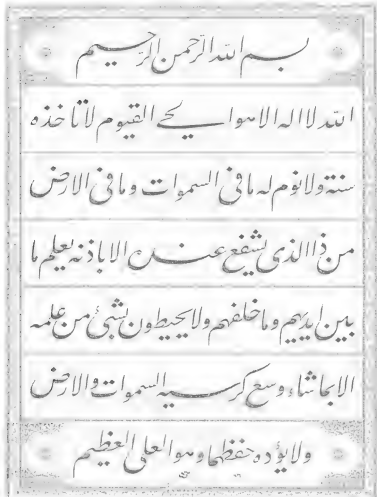 بسم الله الرحمن الرحيم
الله لا اله الا هو الحي القيوم لا تاخذه
سنة ولا نوم له ما في السموات وما في الارض
من ذا الذي يشفع عنده الا باذنه يعلم ما
بين ايديهم وما خلفهم ولا يحيطون بشيء من علمه
الا بما شاء وسع كرسيه السموات والارض
ولا يؤده حفظهما وهو العلي العظيم